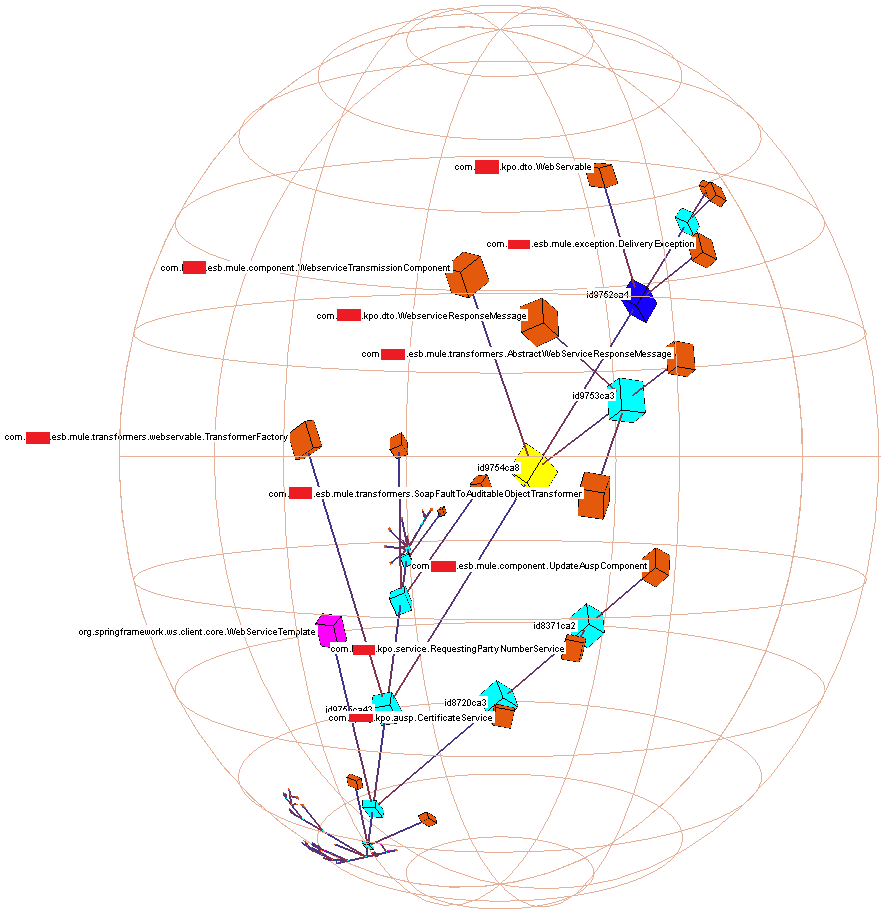 com. .kpo.dto.WebServable
com. .esb.mule.exception.DeliveryException
com. .esb.mule.component.WebserviceTransmissionComponent
id9752ca4
com. .kpo.dto.WebserviceResponseMessage
com .esb.mule.transformers.AbstractWebServiceResponseMessage
id9753ca3
com. .esb.mule.transformers.webservable.TransformerFactory
id9754ca8
com. .esb.mule.transformers.SoapFaultToAuditableObjectTransformer
com .esb.mule.component.UpdateAuspComponent
id8371ca2
org.springframework.ws.client.core.WebServiceTemplate
com. .kpo.service.RequestingPartyNumberService
id8720ca3
com. .kpo.ausp.CertificateService